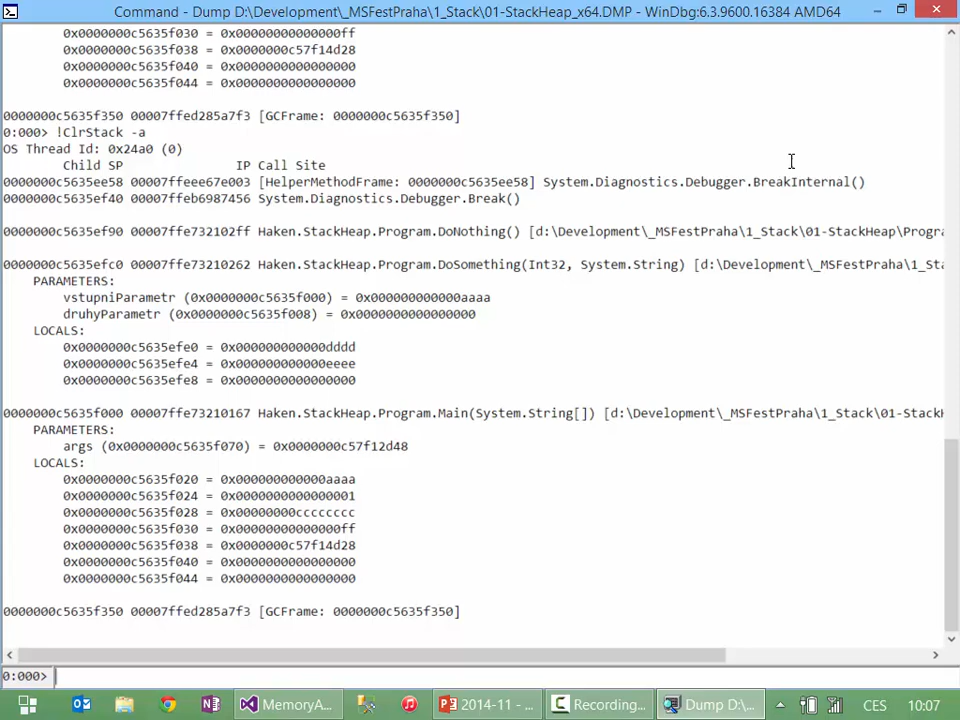 Command - Dump D:\Development\_MSFestPraha\1_Stack\01-StackHeap_x64.DMP - WinDbg:6.3.9600.16384 AMD64
0x0000000c5635f030 = 0x00000000000000ff
0x0000000c5635f038 = 0x0000000c57f14d28
0x0000000c5635f040 = 0x0000000000000000
0x0000000c5635f044 = 0x0000000000000000
0000000c5635f350 00007ffed285a7f3 [GCFrame: 0000000c5635f350]
0:000> !ClrStack -a
OS Thread Id: 0x24a0 (0)
Child SP IP Call Site
0000000c5635ee58 00007ffeee67e003 [HelperMethodFrame: 0000000c5635ee58] System.Diagnostics.Debugger.BreakInternal()
0000000c5635ef40 00007ffeb6987456 System.Diagnostics.Debugger.Break()
0000000c5635ef90 00007ffe732102ff Haken.StackHeap.Program.DoNothing() [d:\Development\_MSFestPraha\1_Stack\01-StackHeap\Progra
0000000c5635efc0 00007ffe73210262 Haken.StackHeap.Program.DoSomething(Int32, System.String) [d:\Development\_MSFestPraha\1_Sta
PARAMETERS:
vstupniParametr (0x0000000c5635f000) = 0x000000000000aaaa
druhyParametr (0x0000000c5635f008) = 0x0000000000000000
LOCALS:
0x0000000c5635efe0 = 0x000000000000dddd
0x0000000c5635efe4 = 0x000000000000eeee
0x0000000c5635efe8 = 0x0000000000000000
0000000c5635f000 00007ffe73210167 Haken.StackHeap.Program.Main(System.String[]) [d:\Development\_MSFestPraha\1_Stack\01-StackH
PARAMETERS:
args (0x0000000c5635f070) = 0x0000000c57f12d48
LOCALS:
0x0000000c5635f020 = 0x000000000000aaaa
0x0000000c5635f024 = 0x0000000000000001
0x0000000c5635f028 = 0x00000000cccccccc
0x0000000c5635f030 = 0x00000000000000ff
0x0000000c5635f038 = 0x0000000c57f14d28
0x0000000c5635f040 = 0x0000000000000000
0x0000000c5635f044 = 0x0000000000000000
0000000c5635f350 00007ffed285a7f3 [GCFrame: 0000000c5635f350]
0:000>
MemoryA... 2014-11 - ... Recording... Dump D:\... CES 10:07